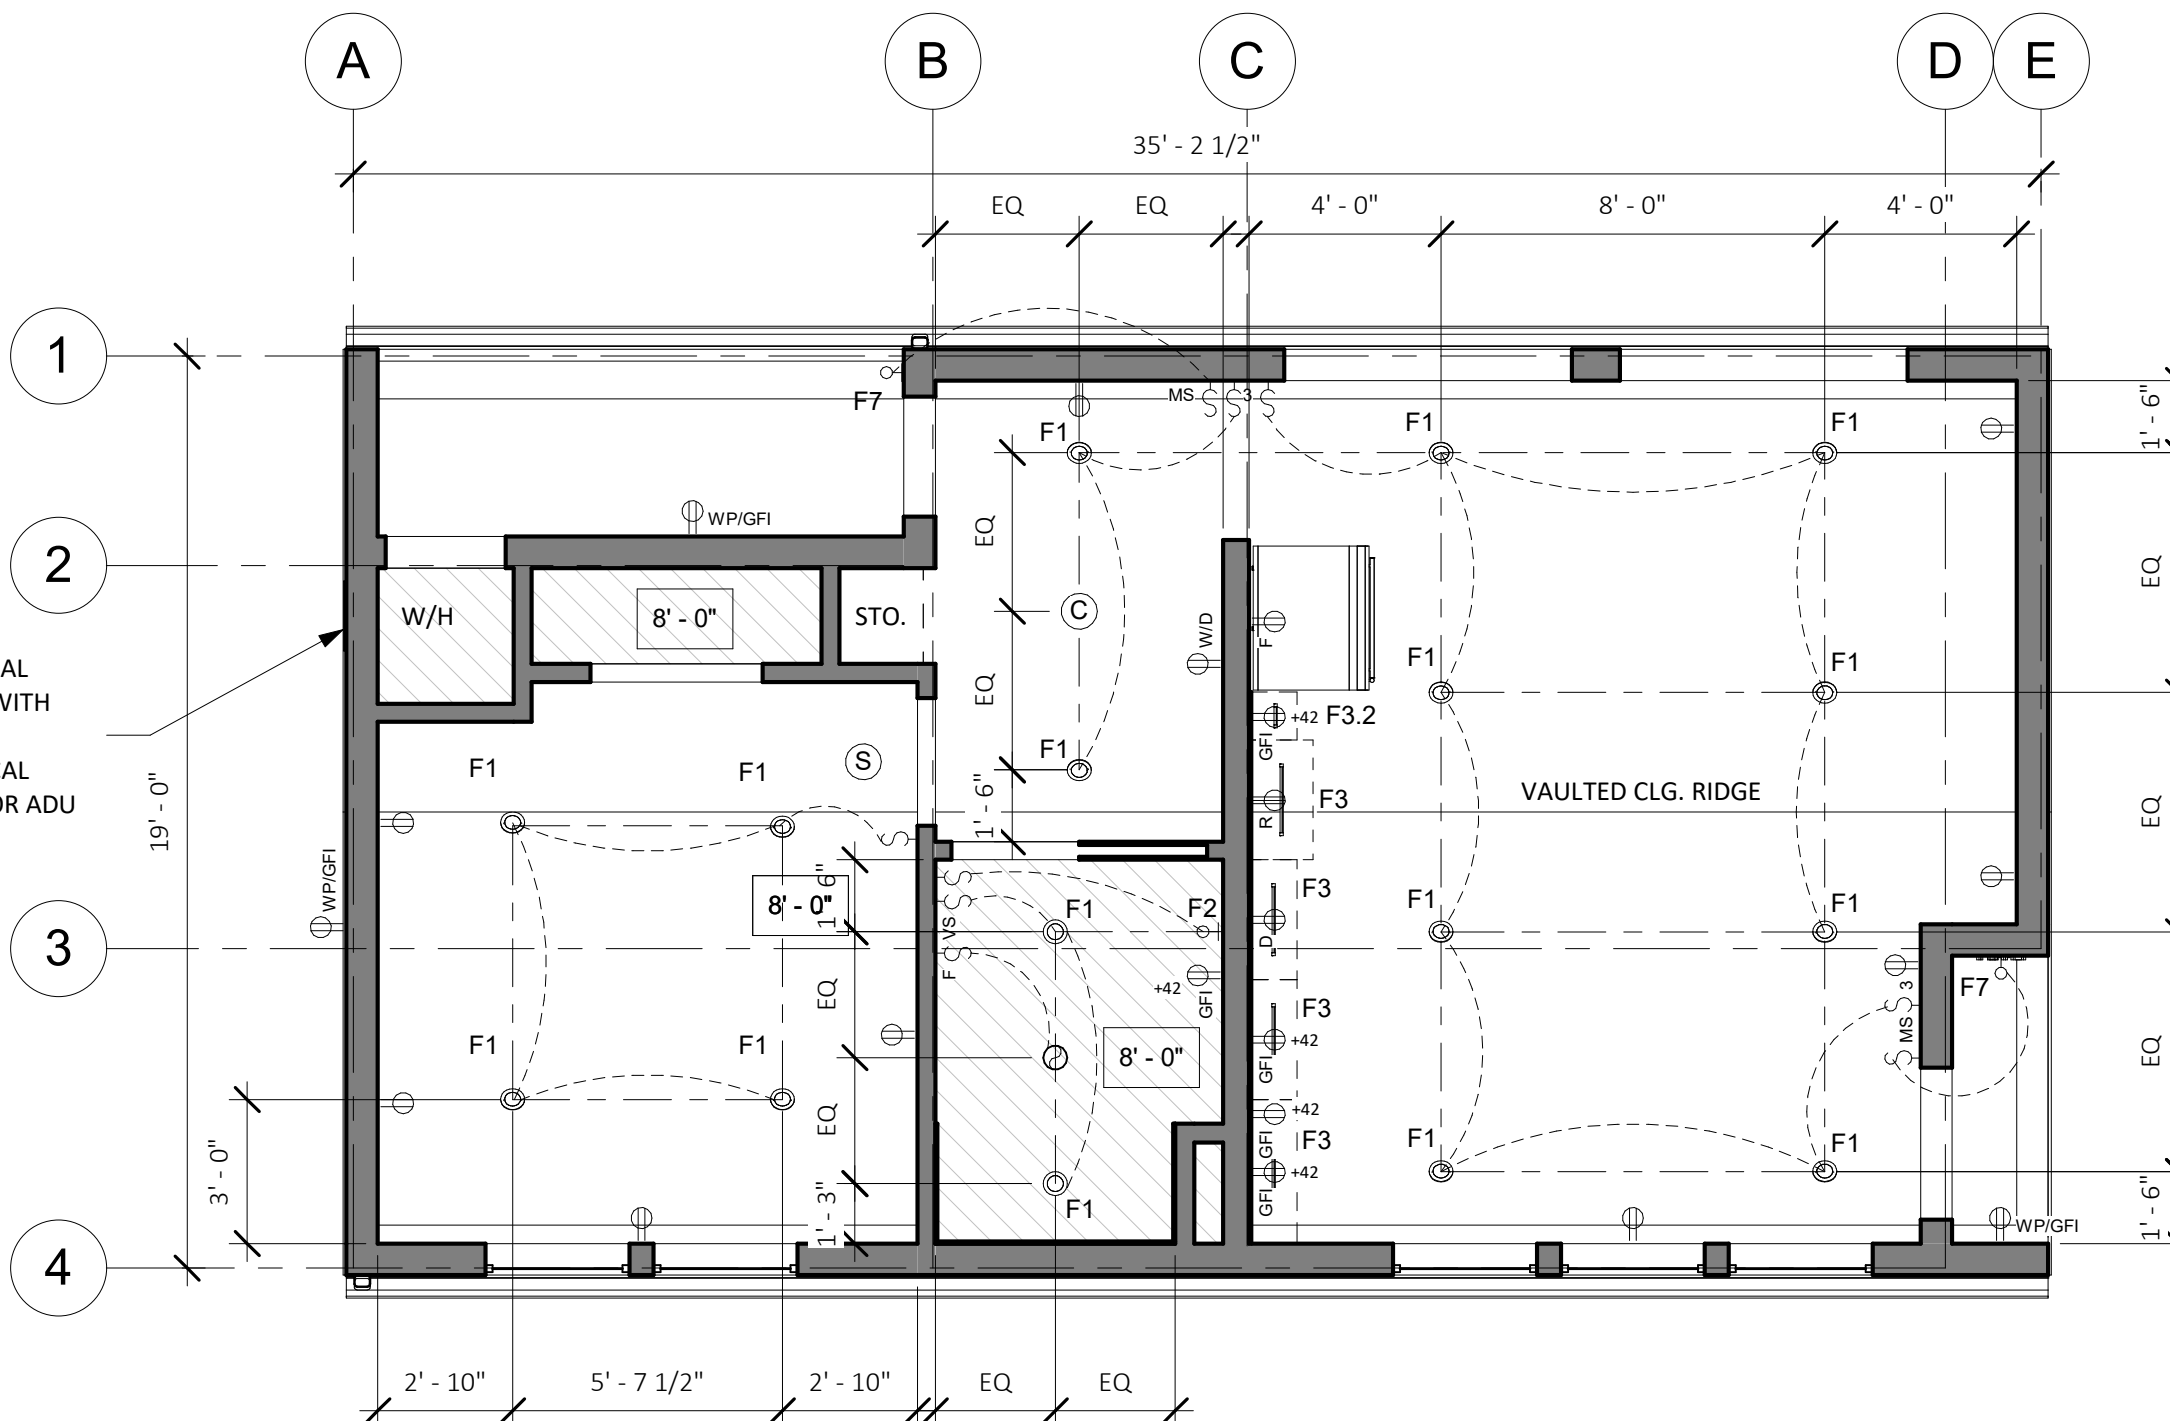 A
B
C
D
E
35' - 2 1/2"
EQ
EQ
4' - 0"
8' - 0"
4' - 0"
1
F7
MS
3
F1
F1
F1
1' - 6"
WP/GFI
2
EQ
EQ
W/H
8' - 0"
STO.
C
W/D
F
F1
F1
AL
WITH
EQ
+42 F3.2
GFI
F1
F1
S
F1
CAL
OR ADU
19' - 0"
1' - 6"
R
F3
VAULTED CLG. RIDGE
EQ
WP/GFI
8' - 0"
1' - 6"
F1
F2
F3
F1
F1
VS
F
D
3
EQ
+42
GFI
F3
3
MS
F7
F1
F1
8' - 0"
+42
GFI
EQ
EQ
+42
GFI
F3
F1
F1
3' - 0"
+42
GFI
1' - 3"
F1
1' - 6"
WP/GFI
4
2' - 10"
5' - 7 1/2"
2' - 10"
EQ
EQ